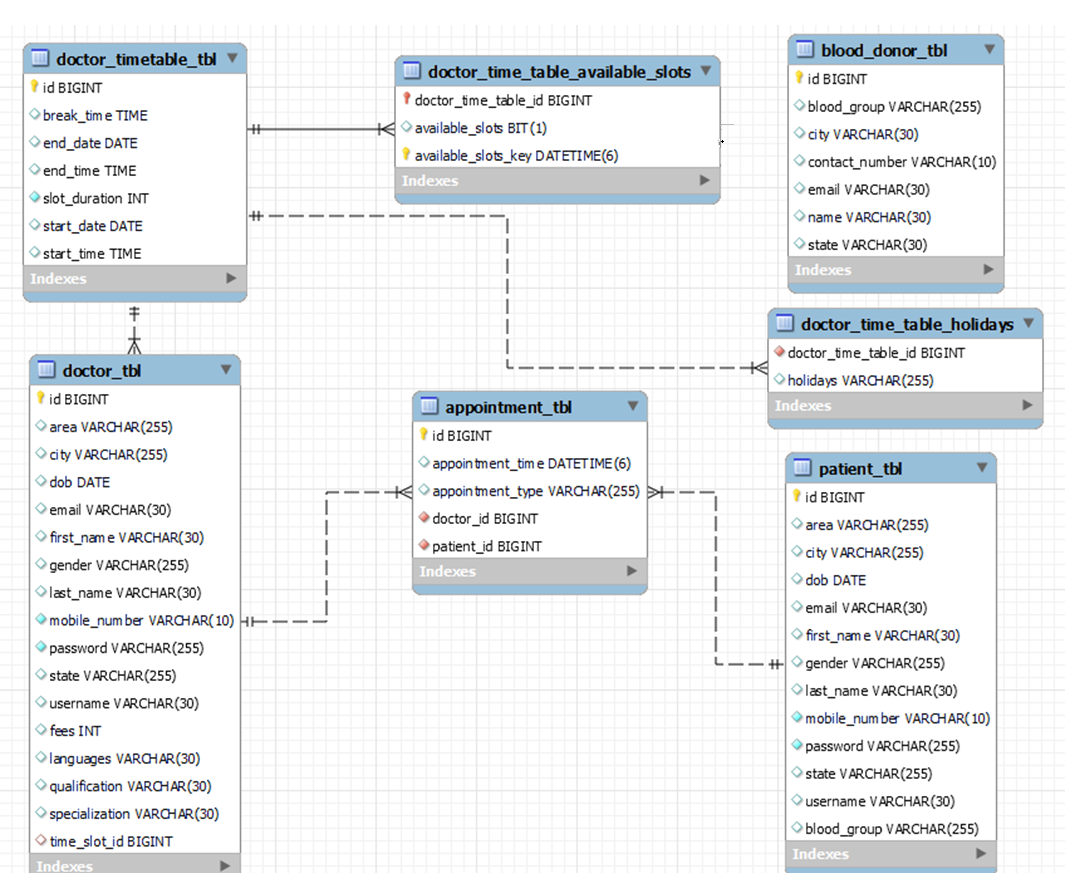 doctor_timetable_tbl
id BIGINT
break_time TIME
end_date DATE
end_time TIME
slot_duration INT
start_date DATE
start_time TIME
Indexes
doctor_time_table_available_slots
doctor_time_table_id BIGINT
available_slots BIT(1)
available_slots_key DATETIME(6)
Indexes
blood_donor_tbl
id BIGINT
blood_group VARCHAR(255)
city VARCHAR(30)
contact_number VARCHAR(10)
email VARCHAR(30)
name VARCHAR(30)
state VARCHAR(30)
Indexes
doctor_time_table_holidays
doctor_time_table_id BIGINT
holidays VARCHAR(255)
Indexes
doctor_tbl
id BIGINT
area VARCHAR(255)
city VARCHAR(255)
dob DATE
email VARCHAR(30)
first_name VARCHAR(30)
gender VARCHAR(255)
last_name VARCHAR(30)
mobile_number VARCHAR(10)
password VARCHAR(255)
state VARCHAR(255)
username VARCHAR(30)
fees INT
languages VARCHAR(30)
qualification VARCHAR(30)
specialization VARCHAR(30)
time_slot_id BIGINT
Indexes
appointment_tbl
id BIGINT
appointment_time DATETIME(6)
appointment_type VARCHAR(255)
doctor_id BIGINT
patient_id BIGINT
Indexes
patient_tbl
id BIGINT
area VARCHAR(255)
city VARCHAR(255)
dob DATE
email VARCHAR(30)
first_name VARCHAR(30)
gender VARCHAR(255)
last_name VARCHAR(30)
mobile_number VARCHAR(10)
password VARCHAR(255)
state VARCHAR(255)
username VARCHAR(30)
blood_group VARCHAR(255)
Indexes